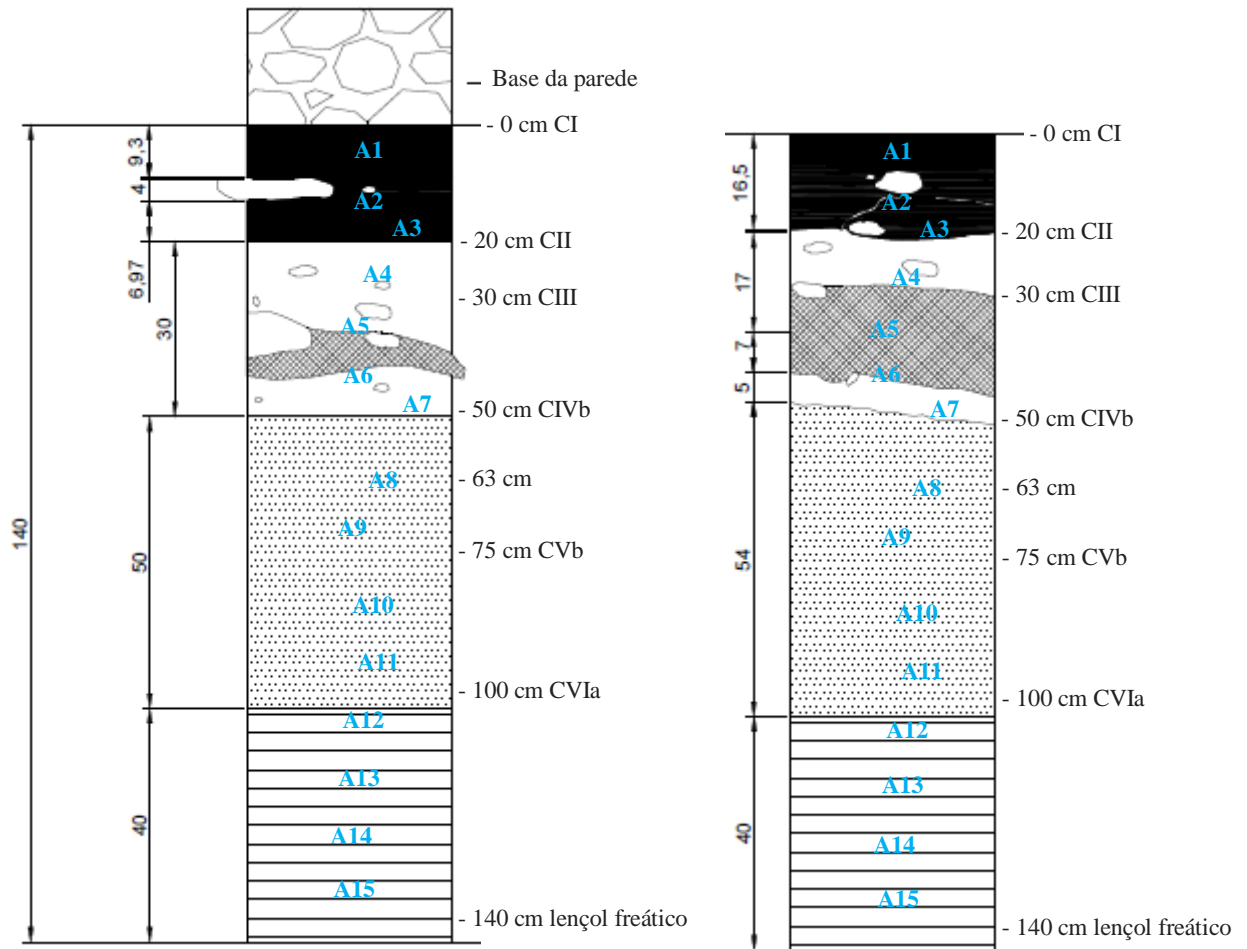 Base da parede
- 0 cm CI
9,3
A1
4
A2
A3
- 20 cm CII
6,97
A4
- 30 cm CIII
30
A5
A6
A7
- 50 cm CIVb
A8
- 63 cm
A9
- 75 cm CVb
140
50
A10
A11
- 100 cm CVIa
A12
A13
40
A14
A15
- 140 cm lençol freático
- 0 cm CI
16,5
A1
A2
A3
- 20 cm CII
17
A4
- 30 cm CIII
A5
7
A6
5
A7
- 50 cm CIVb
A8
- 63 cm
A9
- 75 cm CVb
54
A10
A11
- 100 cm CVIa
A12
A13
40
A14
A15
- 140 cm lençol freático